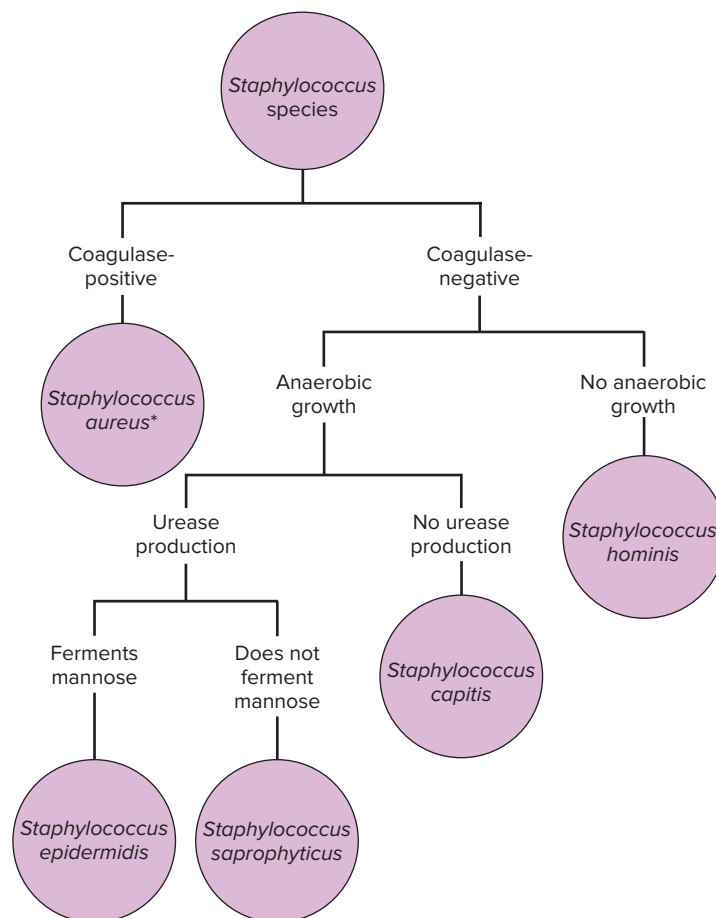 Staphylococcus
species
Coagulase-
positive
Coagulase-
negative
Staphylococcus
aureus*
Anaerobic
growth
No anaerobic
growth
Urease
production
No urease
production
Staphylococcus
hominis
Ferments
mannose
Does not
ferment
mannose
Staphylococcus
capitis
Staphylococcus
epidermidis
Staphylococcus
saprophyticus